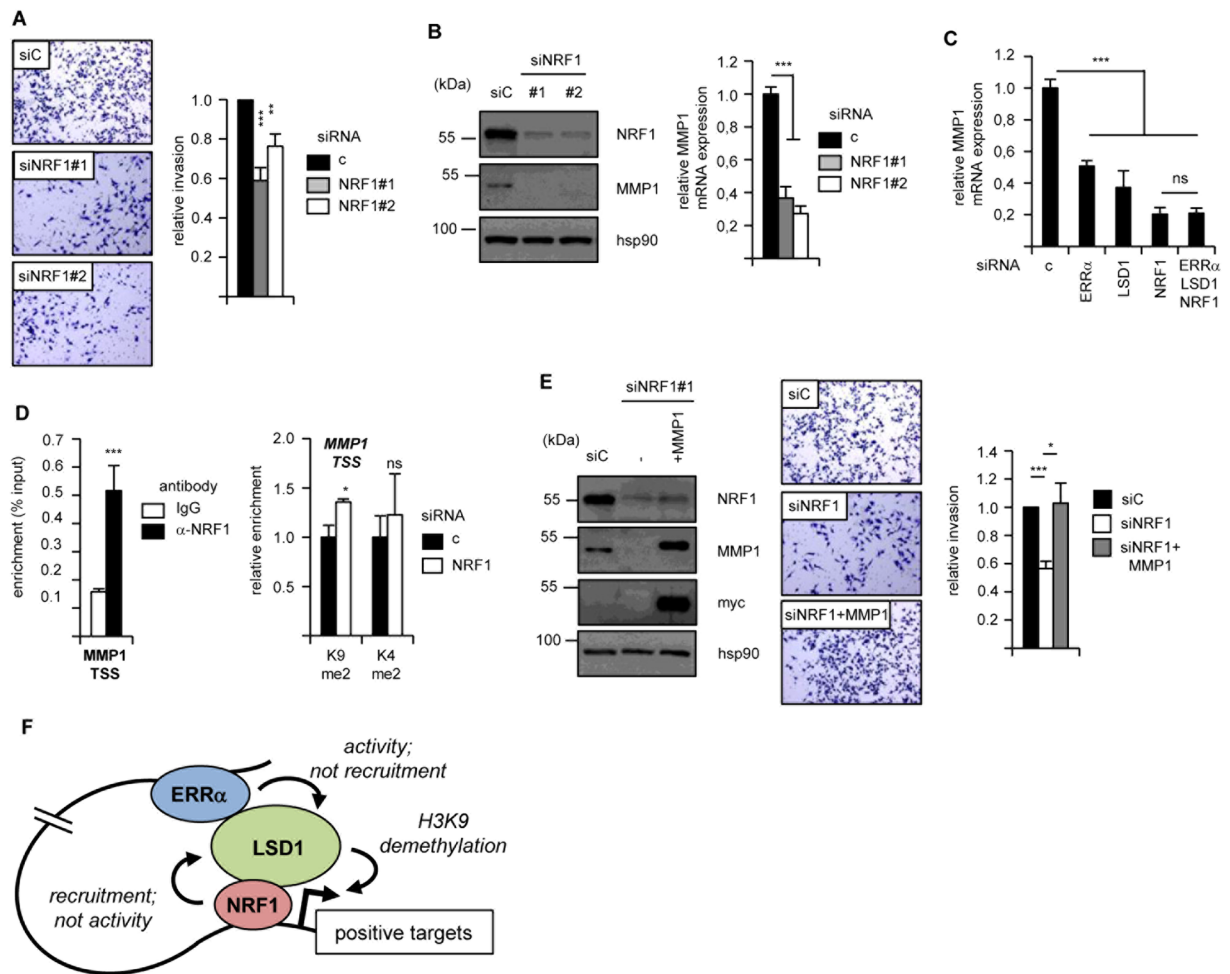 A
siC
siNRF1#1
siNRF1#2
relative invasion
1.0
0.8
0.6
0.4
0.2
***
**
siRNA
c
NRF1#1
NRF1#2
B
(kDa)
siNRF1
siC
#1
#2
55
NRF1
55
MMP1
100
hsp90
relative MMP1
mRNA expression
1,2
1,0
0,8
0,6
0,4
0,2
***
siRNA
c
NRF1#1
NRF1#2
C
relative MMP1
mRNA expression
1,2
1,0
0,8
0,6
0,4
0,2
***
ns
siRNA
c
ERRα
LSD1
NRF1
ERRα
LSD1
NRF1
D
enrichment (% input)
0.7
0.6
0.5
0.4
0.3
0.2
0.1
***
antibody
IgG
α-NRF1
MMP1
TSS
relative enrichment
2.0
1.5
1.0
0.5
MMP1
TSS
*
ns
siRNA
c
NRF1
K9
me2
K4
me2
E
(kDa)
siNRF1#1
siC
-
+MMP1
55
NRF1
55
MMP1
55
myc
100
hsp90
siC
siNRF1
siNRF1+MMP1
relative invasion
1.4
1.2
1.0
0.8
0.6
0.4
0.2
***
*
siC
siNRF1
siNRF1+
MMP1
F
ERRα
activity;
not recruitment
LSD1
H3K9
demethylation
recruitment;
not activity
NRF1
positive targets